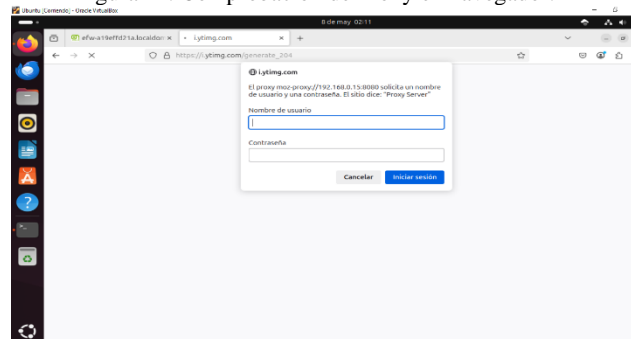 Ubuntu [Corriendo] - Oracle VirtualBox
8 de may 02:11
efw-a19effd21a.localdon
i.ytimg.com
https://i.ytimg.com/generate_204
i.ytimg.com
El proxy moz-proxy://192.168.0.15:8080 solicita un nombre
de usuario y una contraseña. El sitio dice: "Proxy Server"
Nombre de usuario
Contraseña
Cancelar
Iniciar sesión